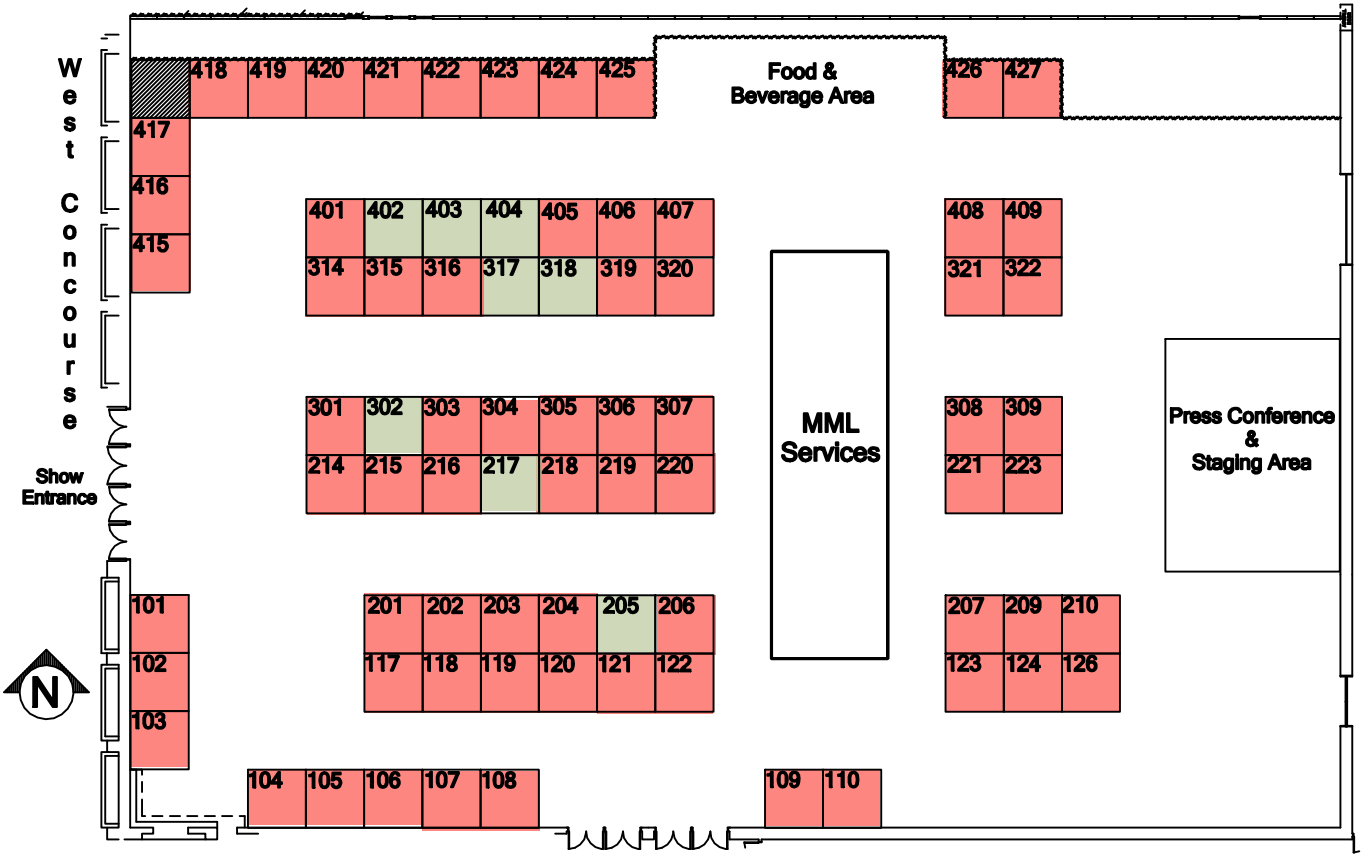 West Concourse
418 419 420 421 422 423 424 425
Food &
Beverage Area
426 427
417
416
415
401 402 403 404 405 406 407
408 409
314 315 316 317 318 319 320
321 322
301 302 303 304 305 306 307
308 309
214 215 216 217 218 219 220
221 223
MML
Services
Press Conference
&
Staging Area
Show
Entrance
101
102
103
201 202 203 204 205 206
207 209 210
117 118 119 120 121 122
123 124 126
N
104 105 106 107 108
109 110